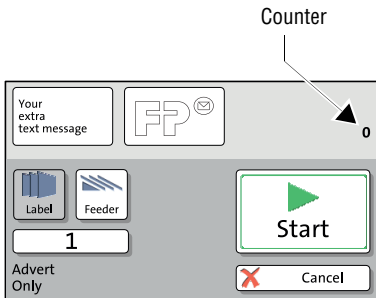 Counter
Your
extra
text message
FP
0
Label
Feeder
1
Start
Advert
Only
Cancel